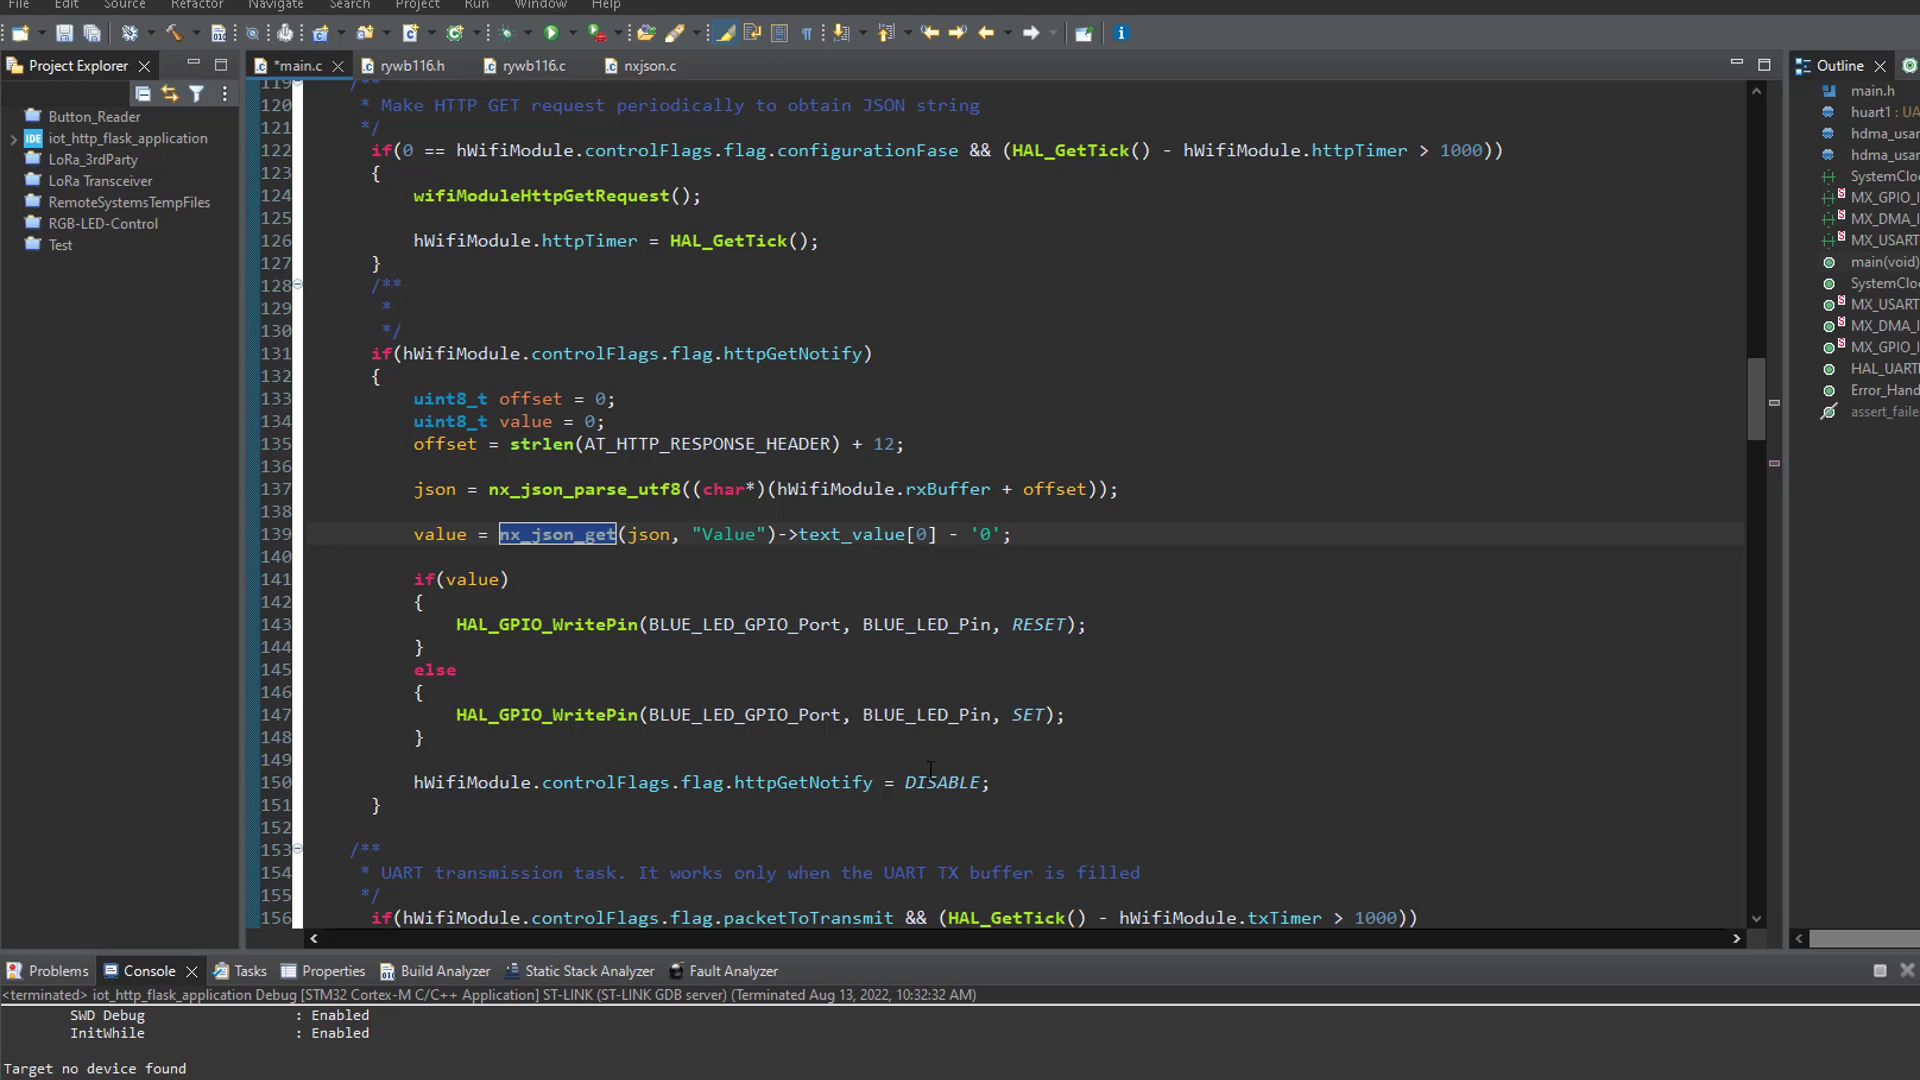 File Edit Source Refactor Navigate Search Project Run Window Help
Project Explorer
Button_Reader
iot_http_flask_application
LoRa_3rdParty
LoRa Transceiver
RemoteSystemsTempFiles
RGB-LED-Control
Test
*main.c rywb116.h rywb116.c nxjson.c
119 /**
120 * Make HTTP GET request periodically to obtain JSON string
121 */
122 if(0 == hWifiModule.controlFlags.flag.configurationFase && (HAL_GetTick() - hWifiModule.httpTimer > 1000))
123 {
124 wifiModuleHttpGetRequest();
125
126 hWifiModule.httpTimer = HAL_GetTick();
127 }
128 /**
129 *
130 */
131 if(hWifiModule.controlFlags.flag.httpGetNotify)
132 {
133 uint8_t offset = 0;
134 uint8_t value = 0;
135 offset = strlen(AT_HTTP_RESPONSE_HEADER) + 12;
136
137 json = nx_json_parse_utf8((char*)(hWifiModule.rxBuffer + offset));
138
139 value = nx_json_get(json, "Value")->text_value[0] - '0';
140
141 if(value)
142 {
143 HAL_GPIO_WritePin(BLUE_LED_GPIO_Port, BLUE_LED_Pin, RESET);
144 }
145 else
146 {
147 HAL_GPIO_WritePin(BLUE_LED_GPIO_Port, BLUE_LED_Pin, SET);
148 }
149
150 hWifiModule.controlFlags.flag.httpGetNotify = DISABLE;
151 }
152
153 /**
154 * UART transmission task. It works only when the UART TX buffer is filled
155 */
156 if(hWifiModule.controlFlags.flag.packetToTransmit && (HAL_GetTick() - hWifiModule.txTimer > 1000))
Outline
main.h
huart1 : UA
hdma_usar
hdma_usar
SystemCloc
MX_GPIO_I
MX_DMA_I
MX_USART
main(void)
SystemCloc
MX_USART
MX_DMA_I
MX_GPIO_I
HAL_UARTI
Error_Hand
assert_faile
Problems Console Tasks Properties Build Analyzer Static Stack Analyzer Fault Analyzer
<terminated> iot_http_flask_application Debug [STM32 Cortex-M C/C++ Application] ST-LINK (ST-LINK GDB server) (Terminated Aug 13, 2022, 10:32:32 AM)
SWD Debug : Enabled
InitWhile : Enabled
Target no device found